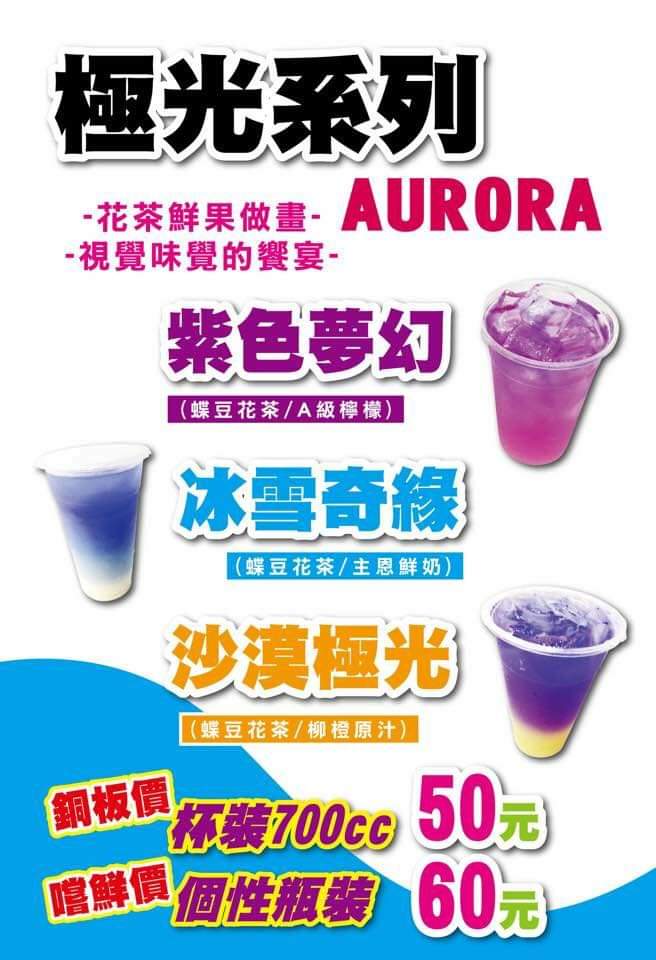 極光系列
AURORA
-花茶鮮果做畫-
-視覺味覺的饗宴-
紫色夢幻
(蝶豆花茶/A級檸檬)
冰雪奇緣
(蝶豆花茶/主恩鮮奶)
沙漠極光
(蝶豆花茶/柳橙原汁)
銅板價 杯裝700cc 50元
嚐鮮價 個性瓶裝 60元